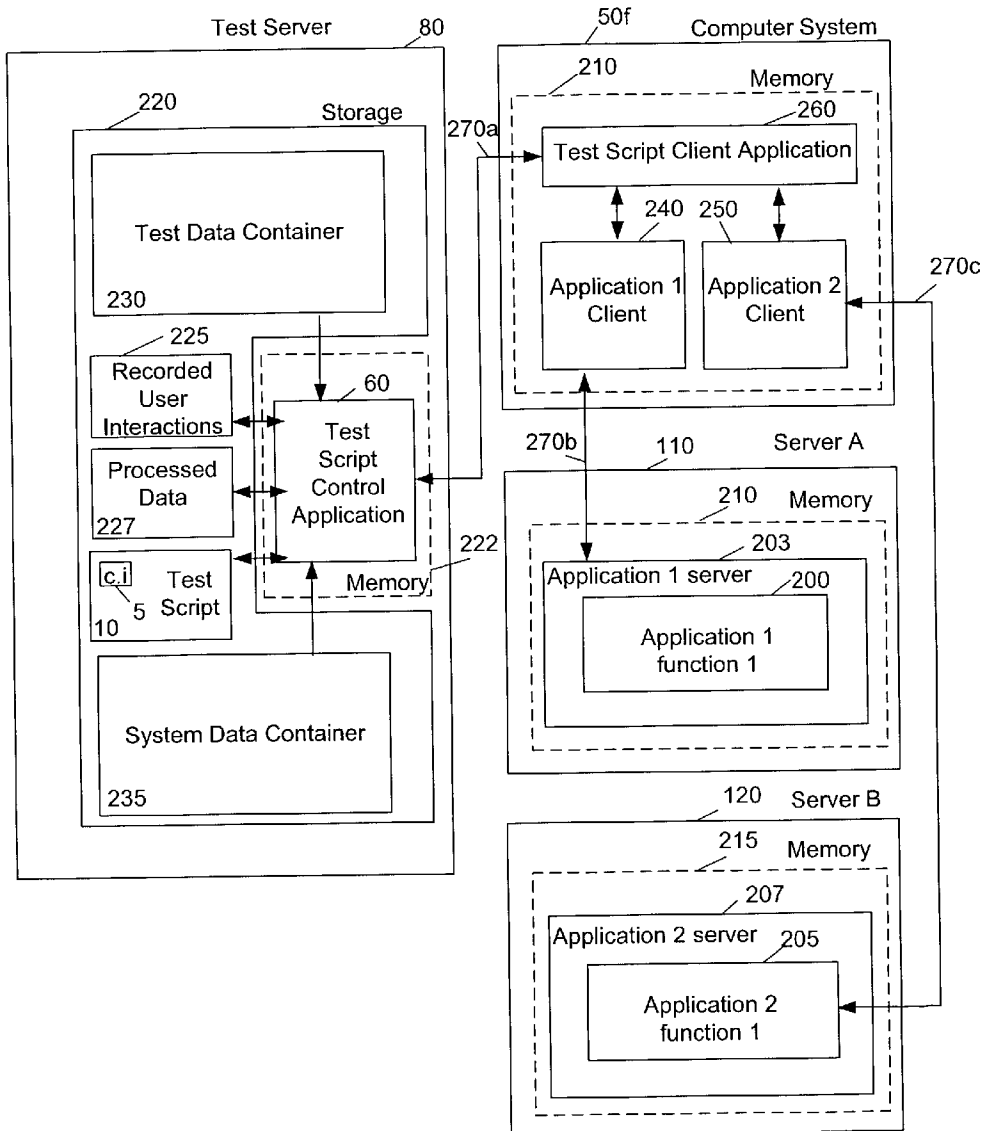 Test Server
80
220
Storage
Test Data Container
230
225
Recorded
User
Interactions
Processed
Data
227
c.i
5
Test
Script
10
60
Test
Script
Control
Application
Memory
222
System Data Container
235
270a
50f
Computer System
210
Memory
260
Test Script Client Application
240
250
Application 1
Client
Application 2
Client
270c
270b
110
Server A
210
Memory
203
Application 1 server
200
Application 1
function 1
120
Server B
215
Memory
207
Application 2 server
205
Application 2
function 1